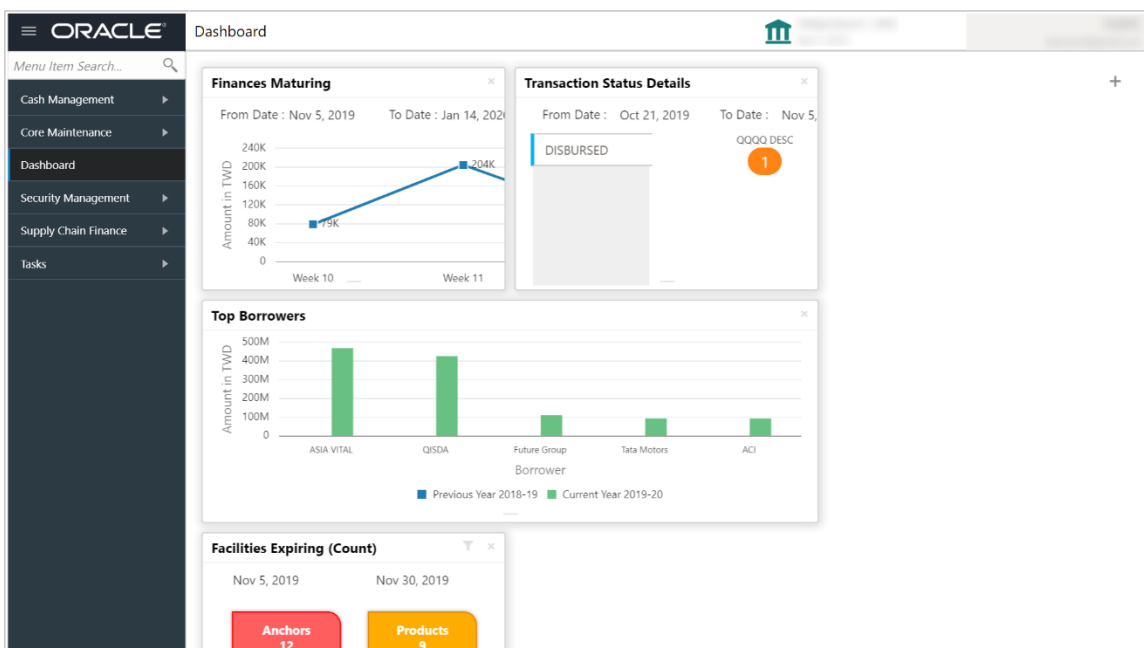 ORACLE
Dashboard
Menu Item Search...
Cash Management
Core Maintenance
Dashboard
Security Management
Supply Chain Finance
Tasks
Finances Maturing
From Date : Nov 5, 2019 To Date : Jan 14, 202
Amount in TWD
240K
200K
160K
120K
80K
40K
0
79K
204K
Week 10
Week 11
Transaction Status Details
From Date : Oct 21, 2019 To Date : Nov 5,
DISBURSED
QQQQ DESC
1
Top Borrowers
Amount in TWD
500M
400M
300M
200M
100M
0
ASIA VITAL
QISDA
Future Group
Tata Motors
ACI
Borrower
Previous Year 2018-19 Current Year 2019-20
Facilities Expiring (Count)
Nov 5, 2019 Nov 30, 2019
Anchors
12
Products
9